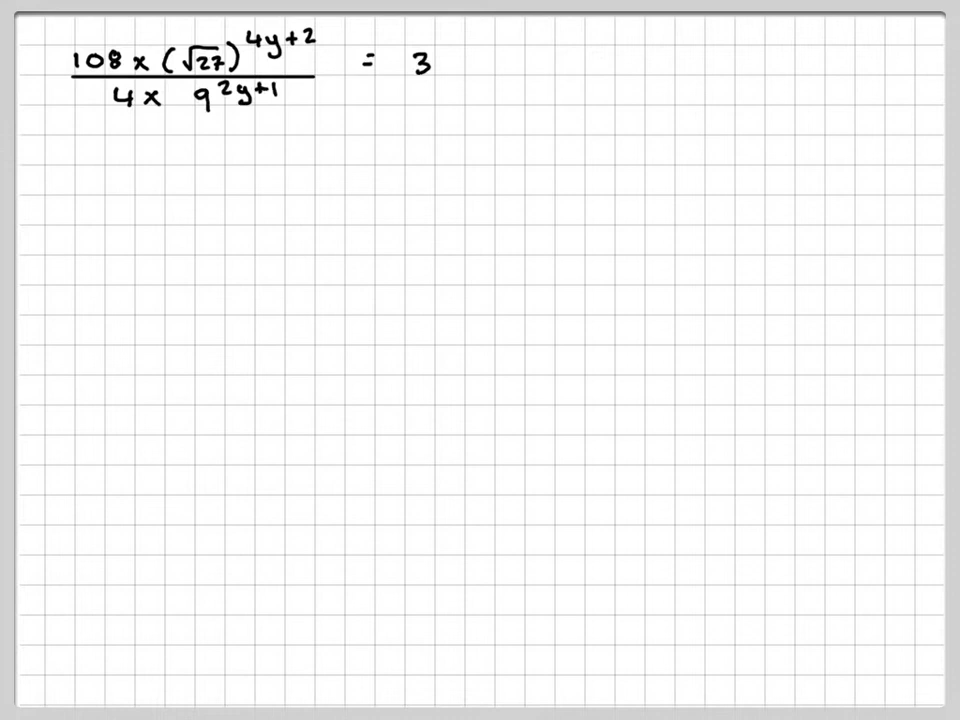 108 x (√27)^4y+2 = 3
4 x 9^2y+1